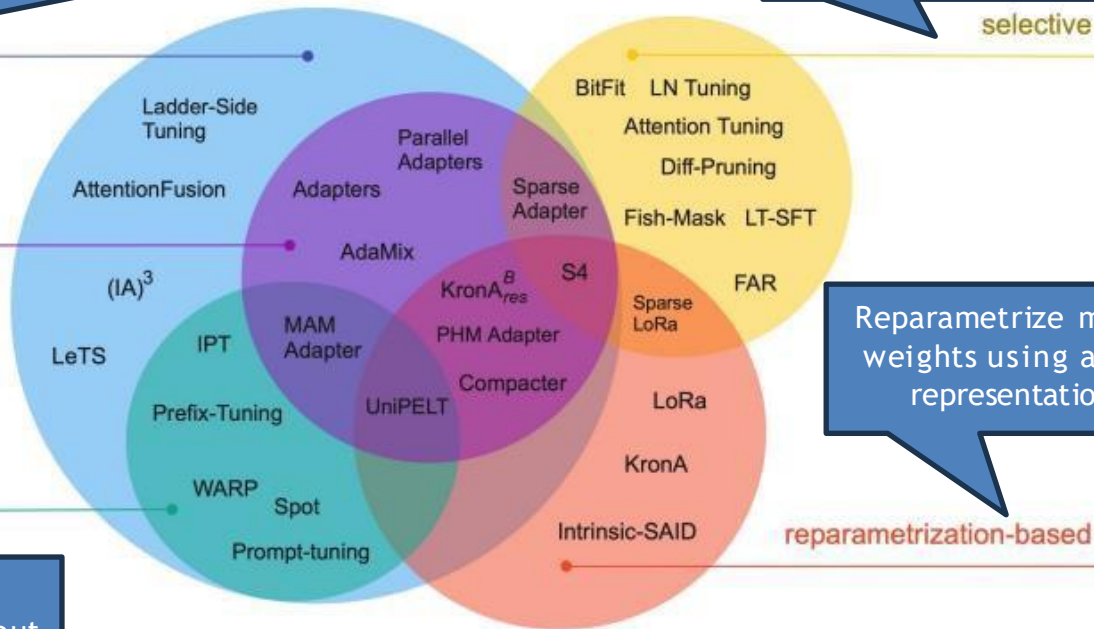 selective
BitFit LN Tuning
Attention Tuning
Diff-Pruning
Fish-Mask LT-SFT
FAR
Ladder-Side
Tuning
AttentionFusion
(IA)³
LeTS
Parallel
Adapters
Adapters
AdaMix
Sparse
Adapter
S4
KronA^B_res
PHM Adapter
Compacter
MAM
Adapter
UniPELT
IPT
Prefix-Tuning
WARP
Spot
Prompt-tuning
Sparse
LoRa
LoRa
KronA
Intrinsic-SAID
Reparametrize
weights using a
reparametrization-based